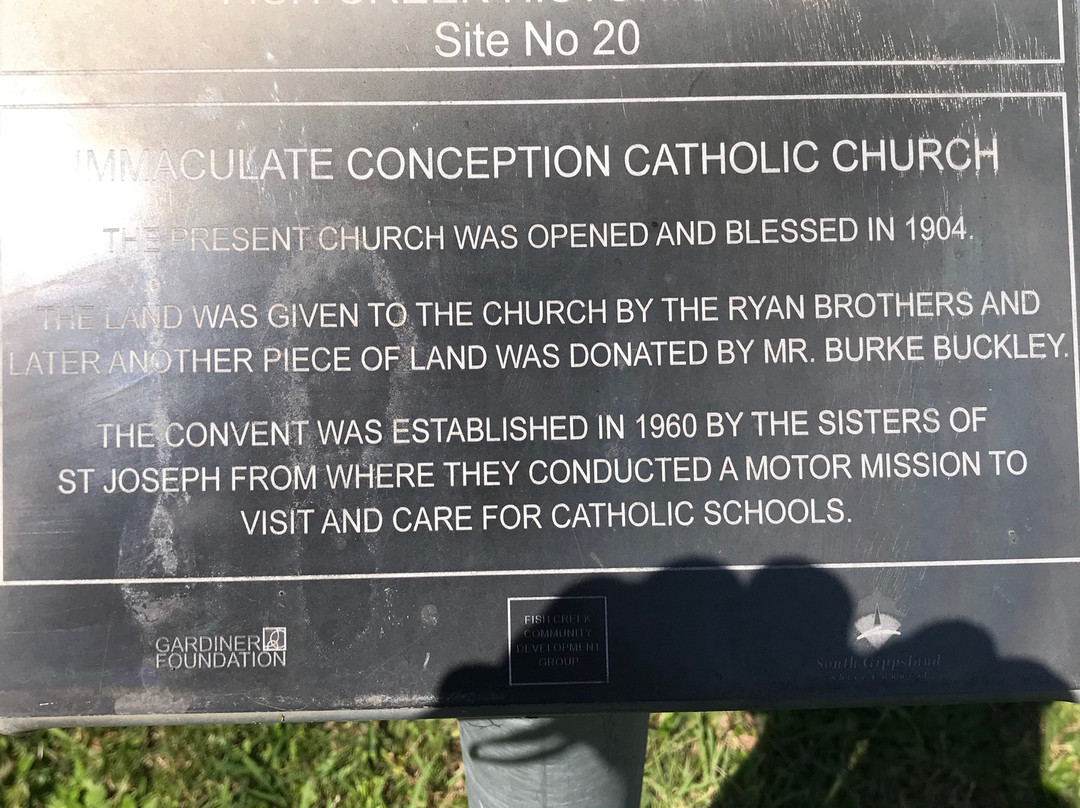 FISH CREEK
Site No 20
IMMACULATE CONCEPTION CATHOLIC CHURCH
THE PRESENT CHURCH WAS OPENED AND BLESSED IN 1904.
THE LAND WAS GIVEN TO THE CHURCH BY THE RYAN BROTHERS AND
LATER ANOTHER PIECE OF LAND WAS DONATED BY MR. BURKE BUCKLEY.
THE CONVENT WAS ESTABLISHED IN 1960 BY THE SISTERS OF
ST JOSEPH FROM WHERE THEY CONDUCTED A MOTOR MISSION TO
VISIT AND CARE FOR CATHOLIC SCHOOLS.
GARDINER
FOUNDATION
FISH CREEK
COMMUNITY
DEVELOPMENT
GROUP
South Gippsland